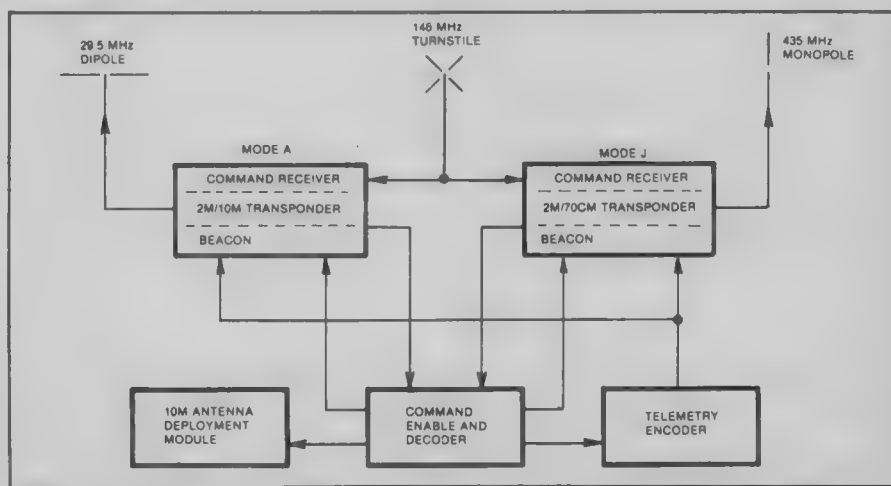 29.5 MHz
DIPOLE
146 MHz
TURNSTILE
435 MHz
MONOPOLE
MODE A
MODE J
COMMAND RECEIVER
2M/10M TRANSPONDER
BEACON
COMMAND RECEIVER
2M/70CM TRANSPONDER
BEACON
10M ANTENNA
DEPLOYMENT
MODULE
COMMAND
ENABLE AND
DECODER
TELEMETRY
ENCODER